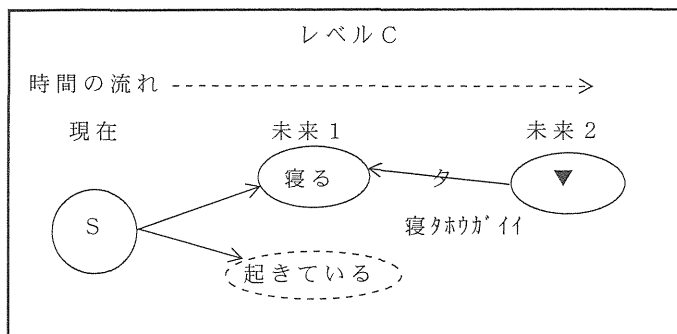 レベルC
時間の流れ
現在 未来1 未来2
寝る タ ▼
S
寝タホウガイイ
起きている